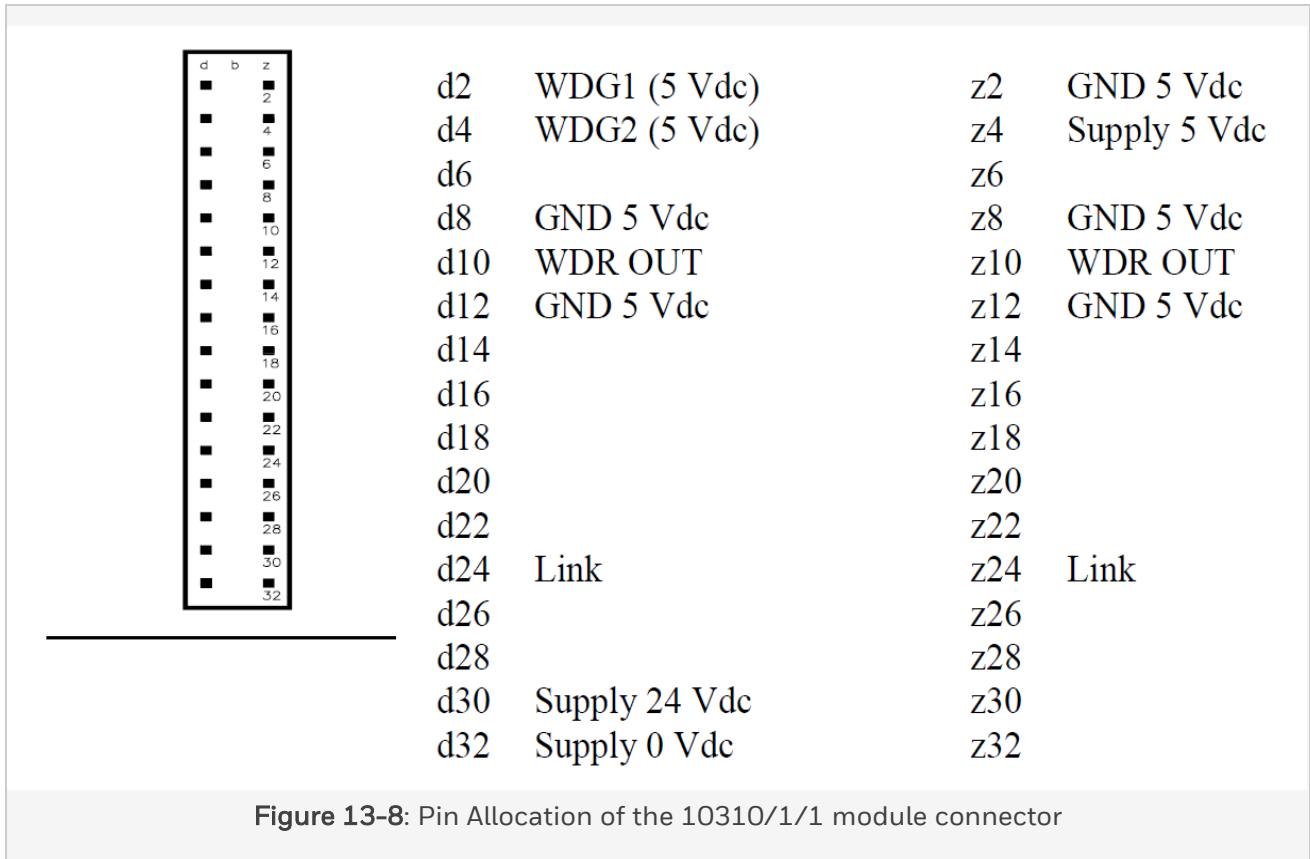 d b z
2
4
6
8
10
12
14
16
18
20
22
24
26
28
30
32
d2 WDG1 (5 Vdc) z2 GND 5 Vdc
d4 WDG2 (5 Vdc) z4 Supply 5 Vdc
d6 z6
d8 GND 5 Vdc z8 GND 5 Vdc
d10 WDR OUT z10 WDR OUT
d12 GND 5 Vdc z12 GND 5 Vdc
d14 z14
d16 z16
d18 z18
d20 z20
d22 z22
d24 Link z24 Link
d26 z26
d28 z28
d30 Supply 24 Vdc z30
d32 Supply 0 Vdc z32
Figure 13-8: Pin Allocation of the 10310/1/1 module connector